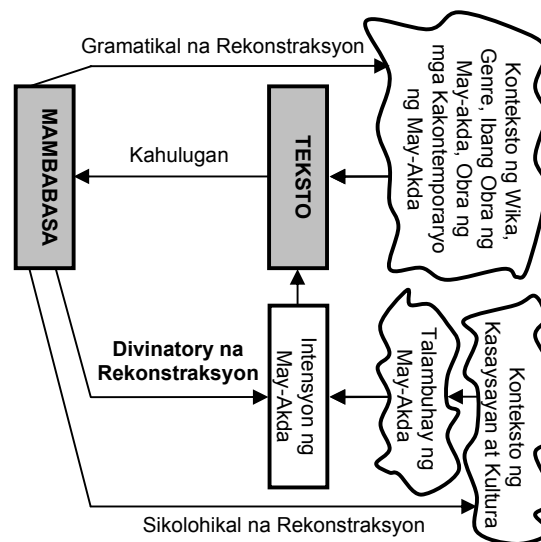 Gramatikal na Rekonstraksyon
Konteksto ng Wika,
Genre, Ibang Obra ng
May-akda, Obra ng
mga Kakontemporaryo
ng May-Akda
MAMBABASA
Kahulugan
TEKSTO
Divinatory na
Rekonstraksyon
Intensyon ng
May-Akda
Talambuhay ng
May-Akda
Konteksto ng
Kasaysayan at Kultura
Sikolohikal na Rekonstraksyon